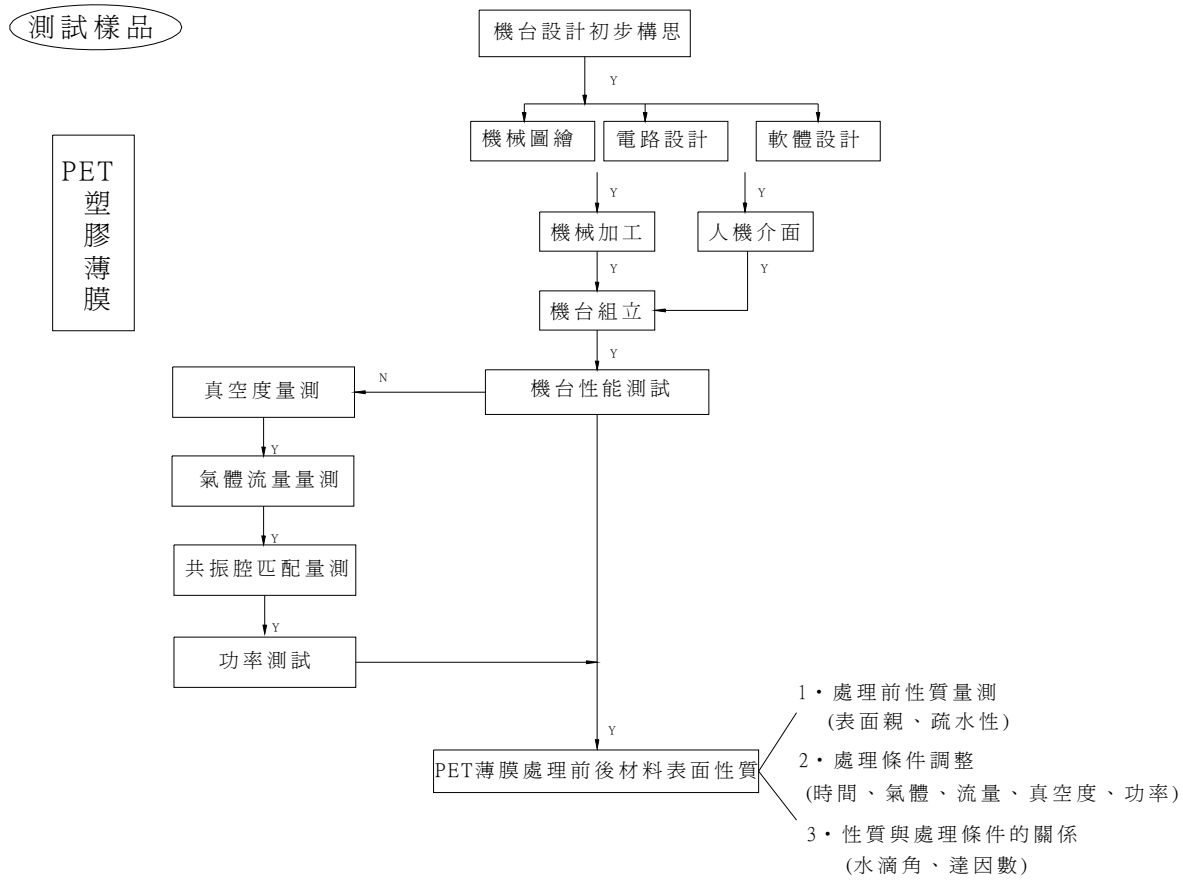 測試樣品
機台設計初步構思
Y
機械圖繪 電路設計 軟體設計
PET
塑膠薄膜
Y Y
機械加工 人機介面
Y Y
機台組立
Y
機台性能測試
N
真空度量測
Y
氣體流量量測
Y
共振腔匹配量測
Y
功率測試
Y
PET薄膜處理前後材料表面性質
1・處理前性質量測
(表面親、疏水性)
2・處理條件調整
(時間、氣體、流量、真空度、功率)
3・性質與處理條件的關係
(水滴角、達因數)